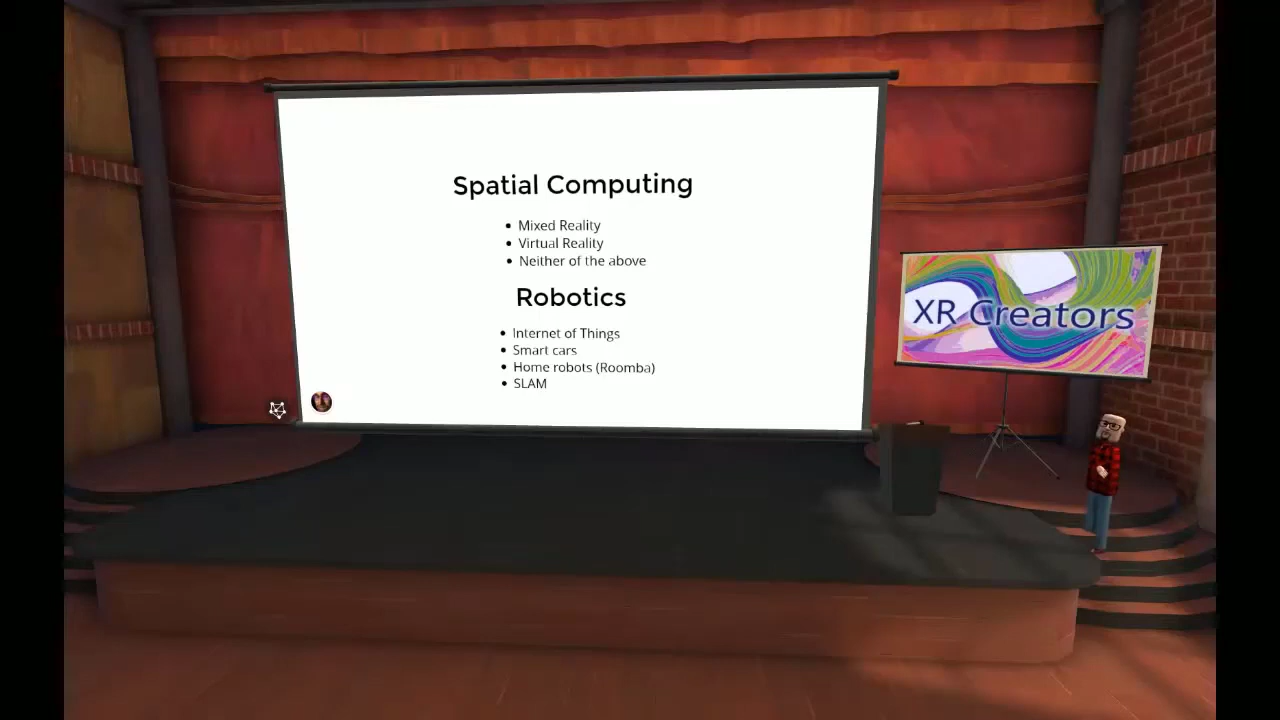 Spatial Computing
• Mixed Reality
• Virtual Reality
• Neither of the above
Robotics
• Internet of Things
• Smart cars
• Home robots (Roomba)
• SLAM
XR Creators